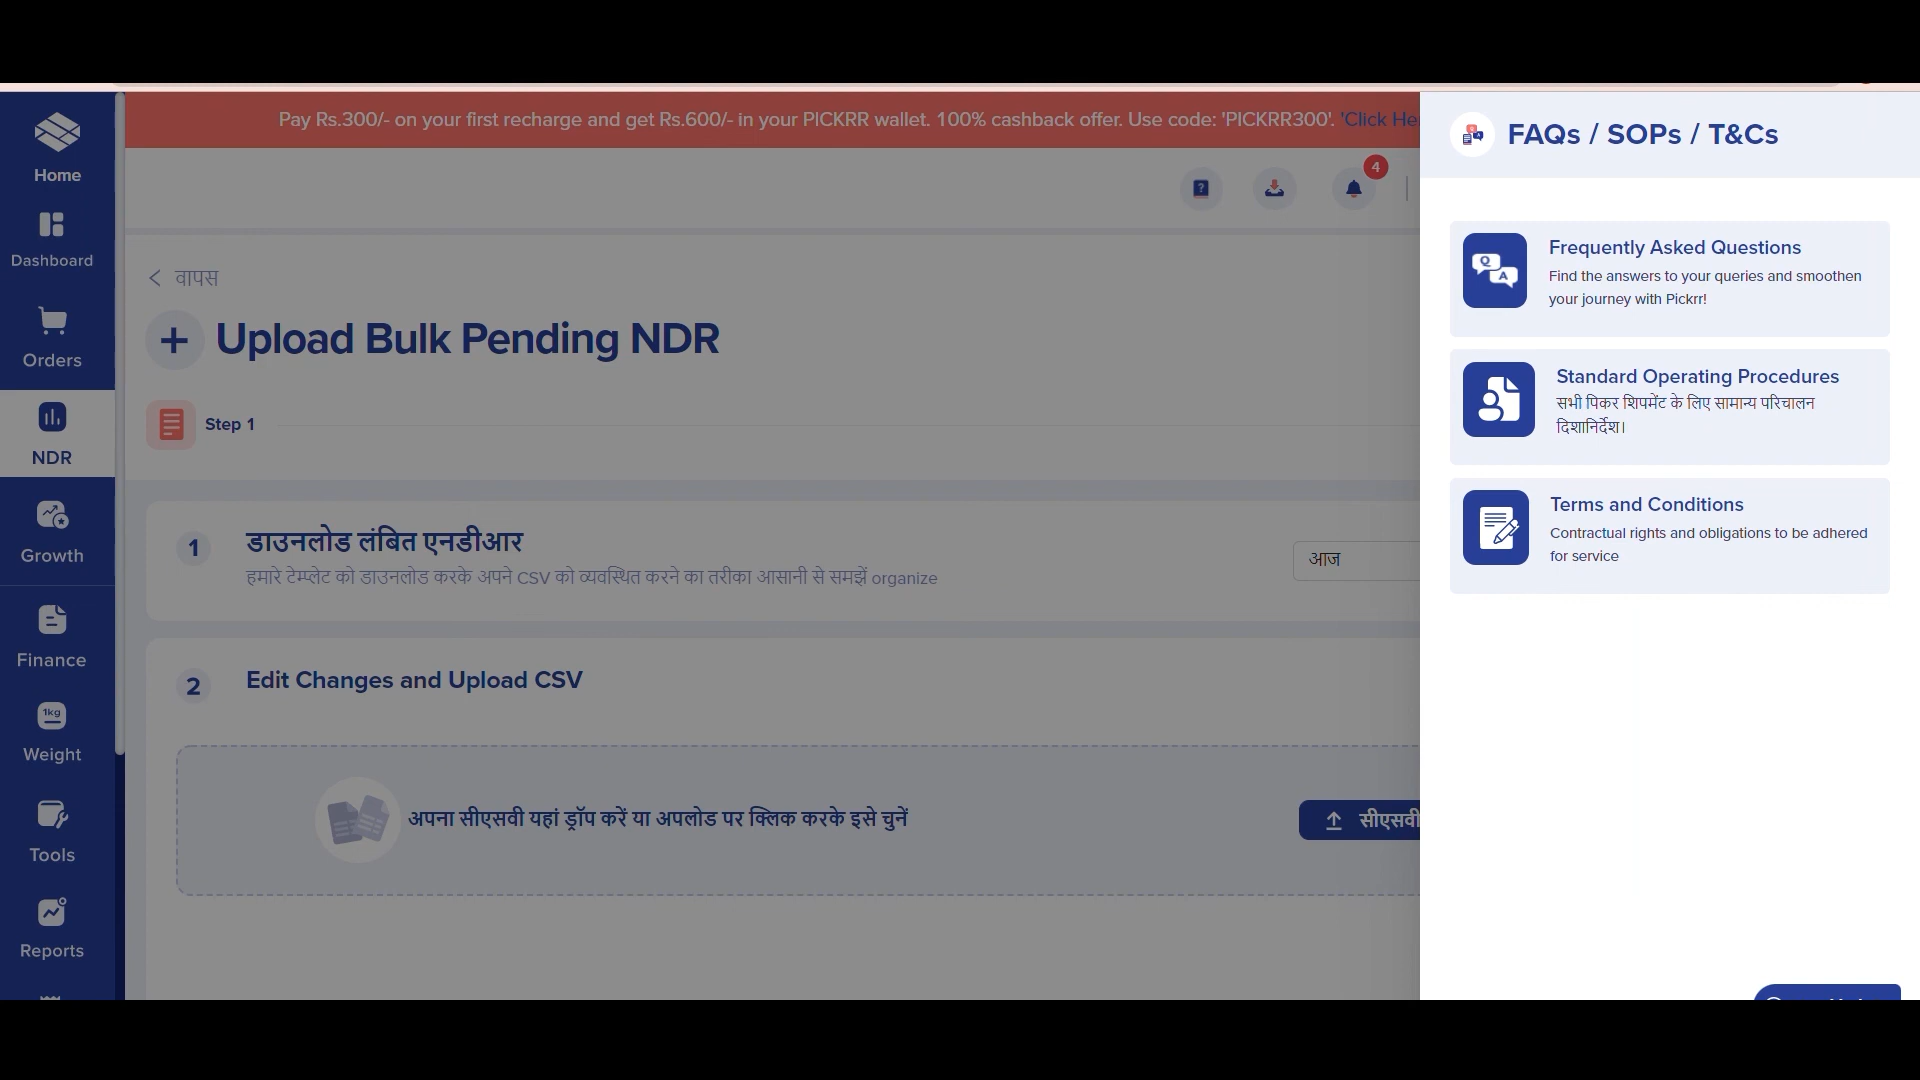 Pay Rs.300/- on your first recharge and get Rs.600/- in your PICKRR wallet. 100% cashback offer. Use code: 'PICKRR300'. 'Click
4
Home
Dashboard
Orders
NDR
Growth
Finance
1kg
Weight
Tools
Reports
वापस
Upload Bulk Pending NDR
Step 1
1
डाउनलोड लंबित एनडीआर
हमारे टेम्प्लेट को डाउनलोड करके अपने CSV को व्यवस्थित करने का तरीका आसानी से समझें organize
आज
2
Edit Changes and Upload CSV
अपना सीएसवी यहां ड्रॉप करें या अपलोड पर क्लिक करके इसे चुनें
सीएसवी
FAQs / SOPs / T&Cs
Q
A
Frequently Asked Questions
Find the answers to your queries and smoothen
your journey with Pickrr!
Standard Operating Procedures
सभी पिकर शिपमेंट के लिए सामान्य परिचालन
दिशानिर्देश।
Terms and Conditions
Contractual rights and obligations to be adhered
for service